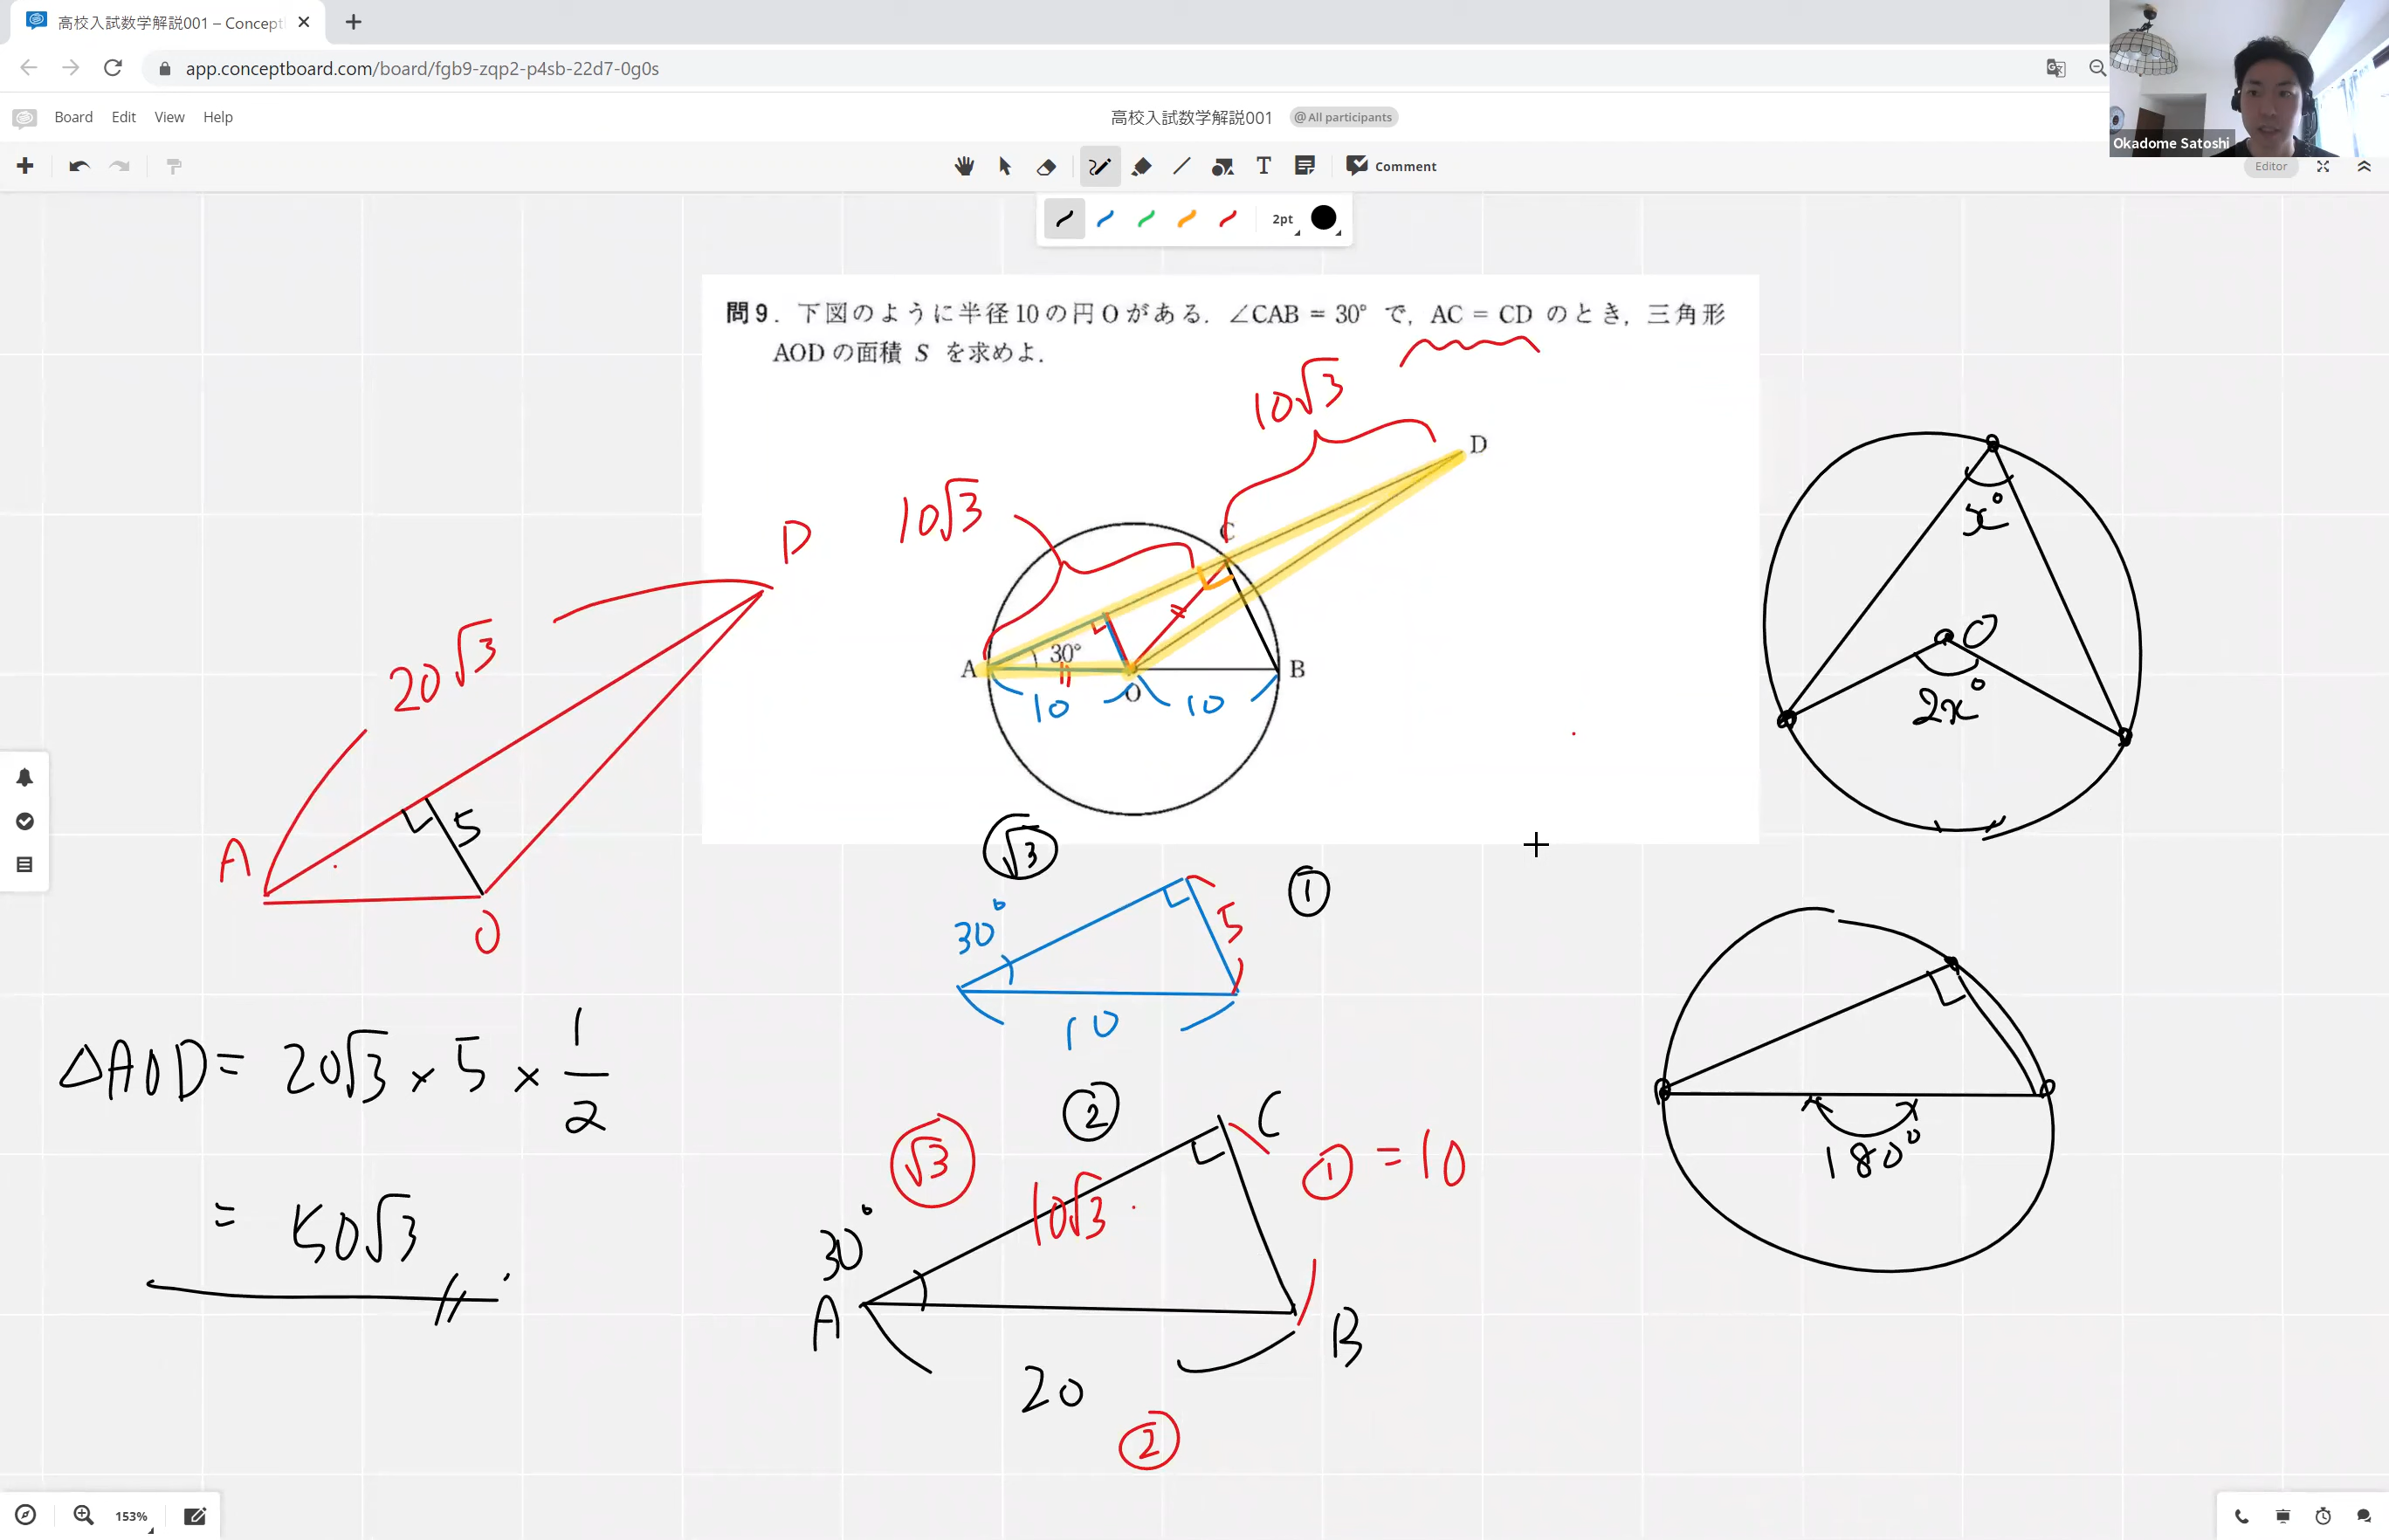 高校入試数学解説001 – Concept
app.conceptboard.com/board/fgb9-zqp2-p4sb-22d7-0g0s
Board Edit View Help
高校入試数学解説001 @All participants
Okadome Satoshi
Comment
Editor
2pt
問9. 下図のように半径10の円Oがある. ∠CAB = 30° で, AC = CD のとき, 三角形
AODの面積 S を求めよ.
10√3
D
10√3
C
A
30°
O
B
10
10
D
20√3
A
5
O
x°
O
2x°
√3
1
30°
5
10
2
△AOD = 20√3 × 5 × 1/2
= 50√3
√3
C
1 = 10
10√3
30°
A
B
20
2
180°
153%